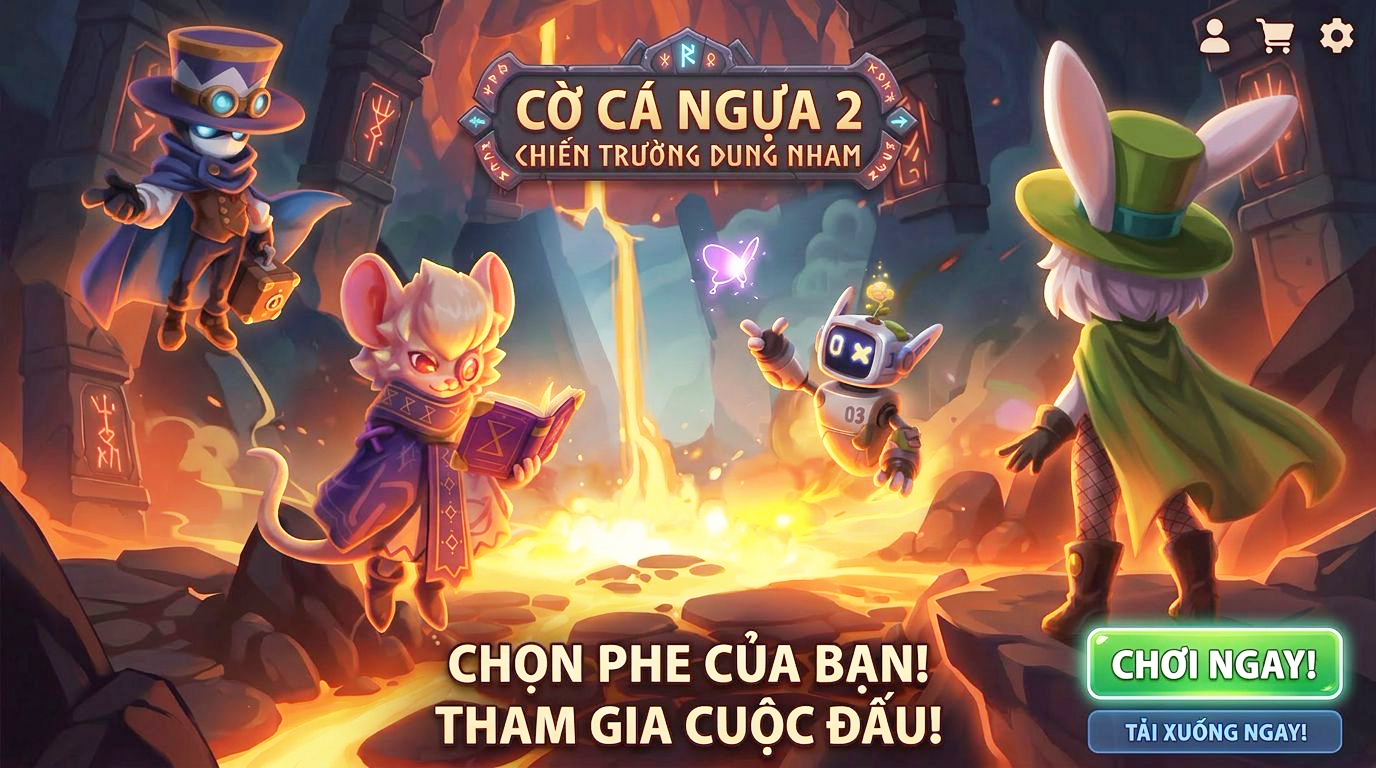 CỜ CÁ NGỰA 2
CHIẾN TRƯỜNG DUNG NHAM
0 X
03
CHỌN PHE CỦA BẠN!
THAM GIA CUỘC ĐẤU!
CHƠI NGAY!
TẢI XUỐNG NGAY!